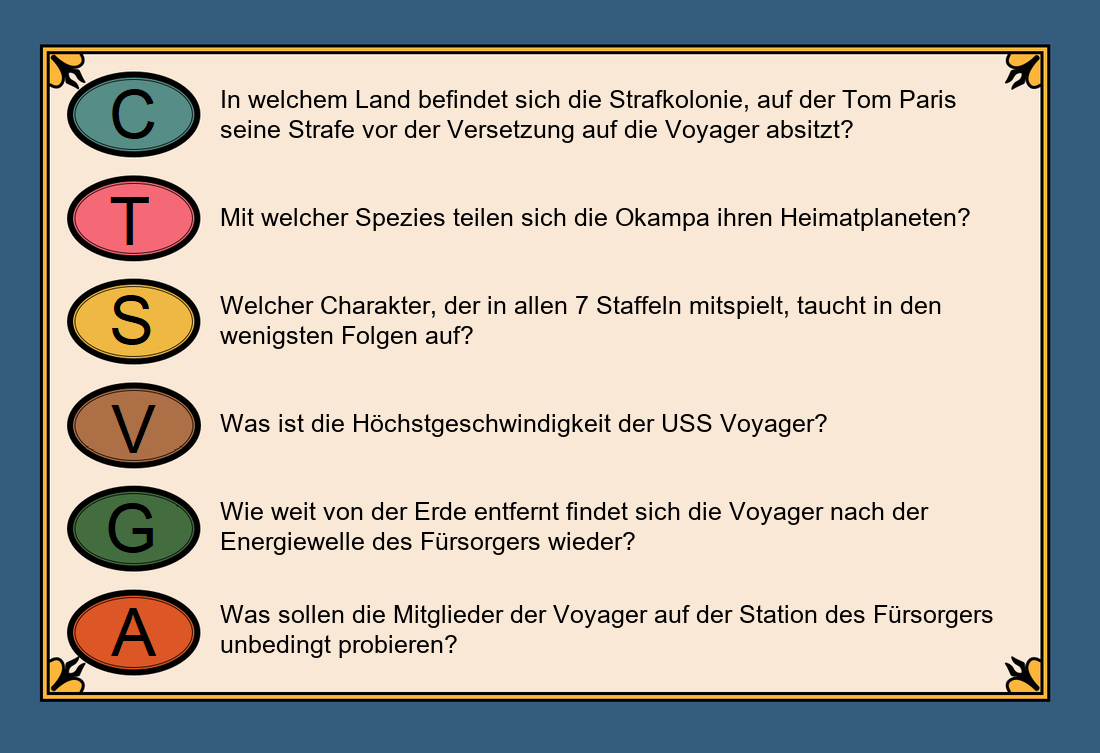 C
In welchem Land befindet sich die Strafkolonie, auf der Tom Paris
seine Strafe vor der Versetzung auf die Voyager absitzt?
T
Mit welcher Spezies teilen sich die Okampa ihren Heimatplaneten?
S
Welcher Charakter, der in allen 7 Staffeln mitspielt, taucht in den
wenigsten Folgen auf?
V
Was ist die Höchstgeschwindigkeit der USS Voyager?
G
Wie weit von der Erde entfernt findet sich die Voyager nach der
Energiewelle des Fürsorgers wieder?
A
Was sollen die Mitglieder der Voyager auf der Station des Fürsorgers
unbedingt probieren?